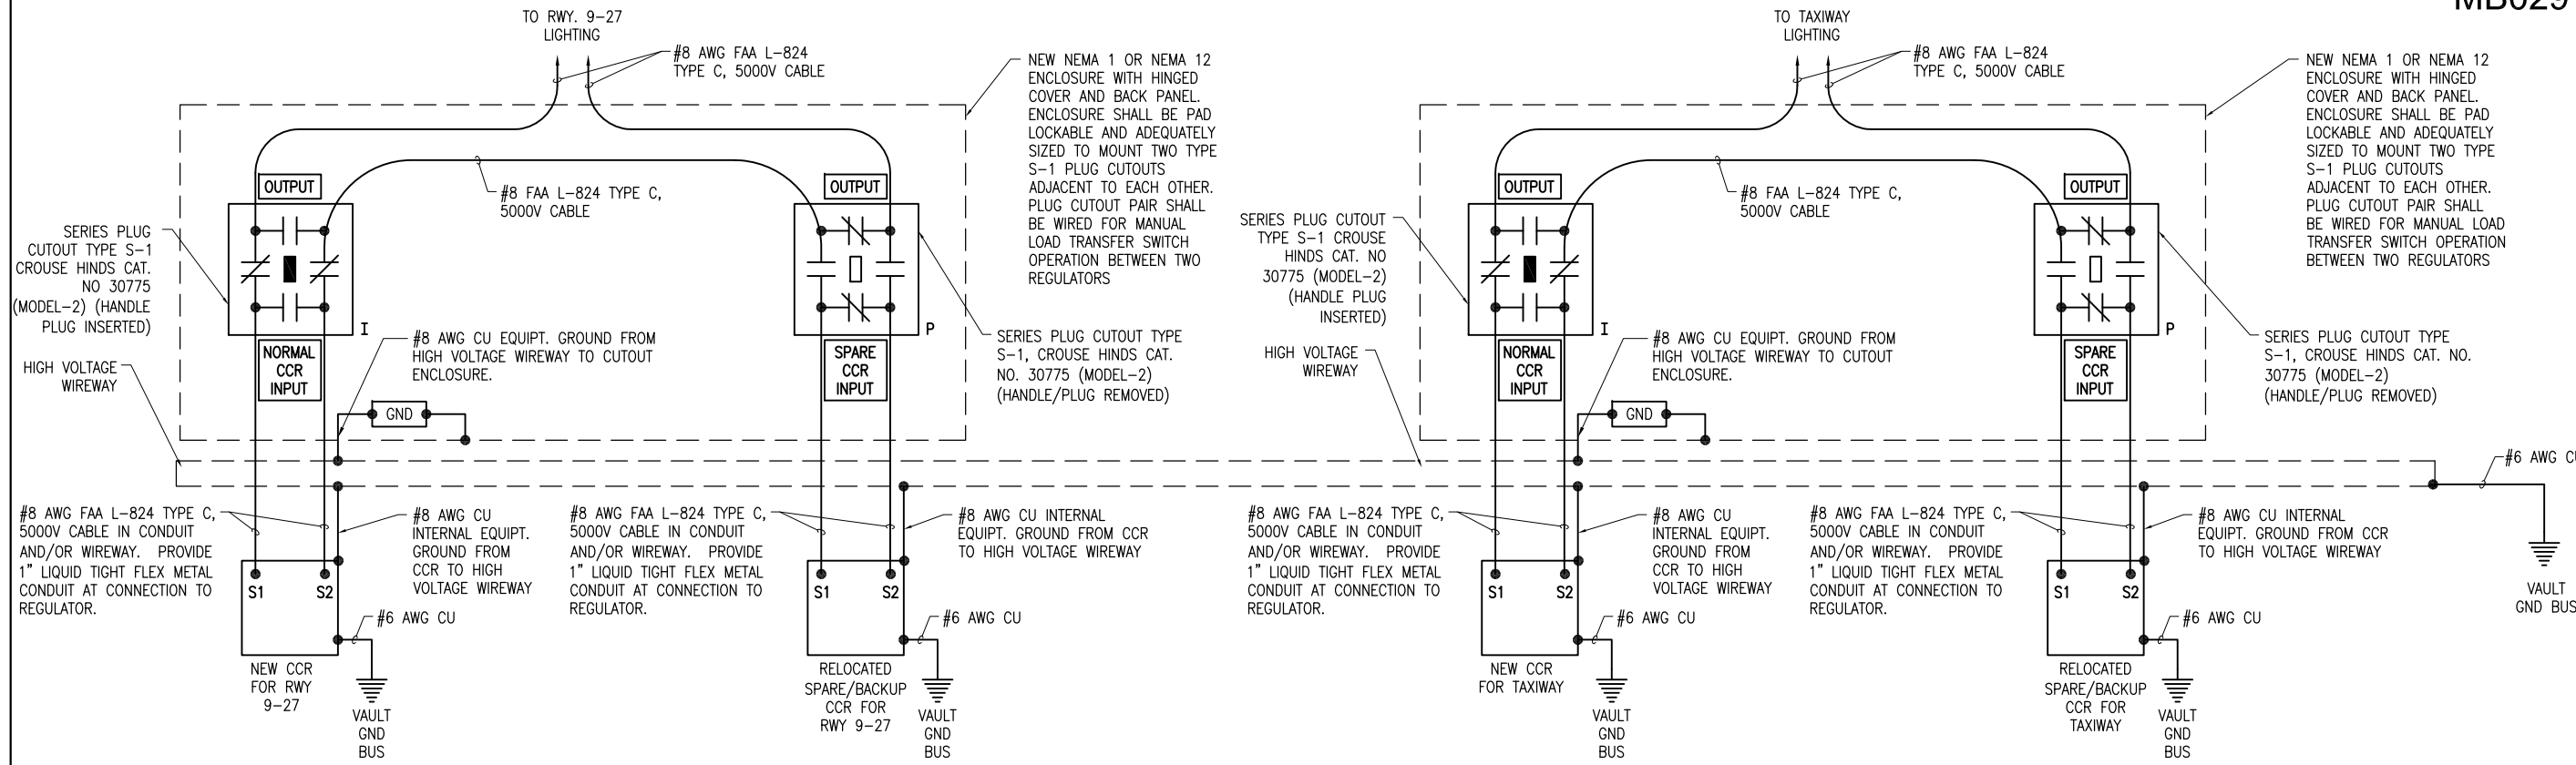 MB029
TO RWY. 9-27
LIGHTING
#8 AWG FAA L-824
TYPE C, 5000V CABLE
NEW NEMA 1 OR NEMA 12
ENCLOSURE WITH HINGED
COVER AND BACK PANEL.
ENCLOSURE SHALL BE PAD
LOCKABLE AND ADEQUATELY
SIZED TO MOUNT TWO TYPE
S-1 PLUG CUTOUTS
ADJACENT TO EACH OTHER.
PLUG CUTOUT PAIR SHALL
BE WIRED FOR MANUAL
LOAD TRANSFER SWITCH
OPERATION BETWEEN TWO
REGULATORS
OUTPUT
#8 FAA L-824 TYPE C,
5000V CABLE
OUTPUT
SERIES PLUG
CUTOUT TYPE S-1
CROUSE HINDS CAT.
NO 30775
(MODEL-2) (HANDLE
PLUG INSERTED)
I
P
NORMAL
CCR
INPUT
#8 AWG CU EQUIPT. GROUND FROM
HIGH VOLTAGE WIREWAY TO CUTOUT
ENCLOSURE.
SPARE
CCR
INPUT
SERIES PLUG CUTOUT TYPE
S-1, CROUSE HINDS CAT.
NO. 30775 (MODEL-2)
(HANDLE/PLUG REMOVED)
HIGH VOLTAGE
WIREWAY
GND
#8 AWG FAA L-824 TYPE C,
5000V CABLE IN CONDUIT
AND/OR WIREWAY. PROVIDE
1" LIQUID TIGHT FLEX METAL
CONDUIT AT CONNECTION TO
REGULATOR.
#8 AWG CU
INTERNAL EQUIPT.
GROUND FROM
CCR TO HIGH
VOLTAGE WIREWAY
#8 AWG FAA L-824 TYPE C,
5000V CABLE IN CONDUIT
AND/OR WIREWAY. PROVIDE
1" LIQUID TIGHT FLEX METAL
CONDUIT AT CONNECTION TO
REGULATOR.
#8 AWG CU INTERNAL
EQUIPT. GROUND FROM CCR
TO HIGH VOLTAGE WIREWAY
S1 S2
#6 AWG CU
S1 S2
#6 AWG CU
NEW CCR
FOR RWY
9-27
VAULT
GND
BUS
RELOCATED
SPARE/BACKUP
CCR FOR
RWY 9-27
VAULT
GND
BUS
TO TAXIWAY
LIGHTING
#8 AWG FAA L-824
TYPE C, 5000V CABLE
NEW NEMA 1 OR NEMA 12
ENCLOSURE WITH HINGED
COVER AND BACK PANEL.
ENCLOSURE SHALL BE PAD
LOCKABLE AND ADEQUATELY
SIZED TO MOUNT TWO TYPE
S-1 PLUG CUTOUTS
ADJACENT TO EACH OTHER.
PLUG CUTOUT PAIR SHALL
BE WIRED FOR MANUAL LOAD
TRANSFER SWITCH OPERATION
BETWEEN TWO REGULATORS
OUTPUT
#8 FAA L-824 TYPE C,
5000V CABLE
OUTPUT
SERIES PLUG CUTOUT
TYPE S-1 CROUSE
HINDS CAT. NO
30775 (MODEL-2)
(HANDLE PLUG
INSERTED)
I
P
NORMAL
CCR
INPUT
#8 AWG CU EQUIPT. GROUND FROM
HIGH VOLTAGE WIREWAY TO CUTOUT
ENCLOSURE.
SPARE
CCR
INPUT
SERIES PLUG CUTOUT TYPE
S-1, CROUSE HINDS CAT. NO.
30775 (MODEL-2)
(HANDLE/PLUG REMOVED)
HIGH VOLTAGE
WIREWAY
GND
#6 AWG CU
#8 AWG FAA L-824 TYPE C,
5000V CABLE IN CONDUIT
AND/OR WIREWAY. PROVIDE
1" LIQUID TIGHT FLEX METAL
CONDUIT AT CONNECTION TO
REGULATOR.
#8 AWG CU
INTERNAL EQUIPT.
GROUND FROM
CCR TO HIGH
VOLTAGE WIREWAY
#8 AWG FAA L-824 TYPE C,
5000V CABLE IN CONDUIT
AND/OR WIREWAY. PROVIDE
1" LIQUID TIGHT FLEX METAL
CONDUIT AT CONNECTION TO
REGULATOR.
#8 AWG CU INTERNAL
EQUIPT. GROUND FROM CCR
TO HIGH VOLTAGE WIREWAY
VAULT
GND BUS
S1 S2
#6 AWG CU
S1 S2
#6 AWG CU
NEW CCR
FOR TAXIWAY
VAULT
GND
BUS
RELOCATED
SPARE/BACKUP
CCR FOR
TAXIWAY
VAULT
GND
BUS